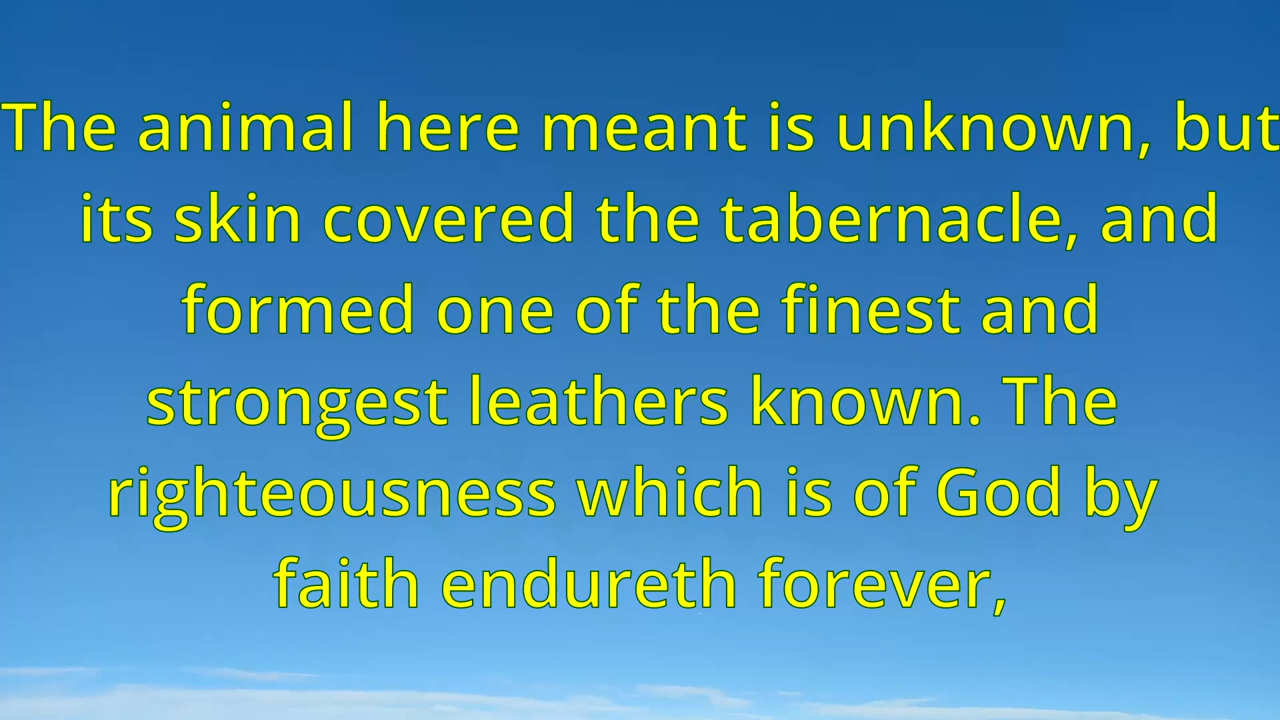 The animal here meant is unknown, but
its skin covered the tabernacle, and
formed one of the finest and
strongest leathers known. The
righteousness which is of God by
faith endureth forever,